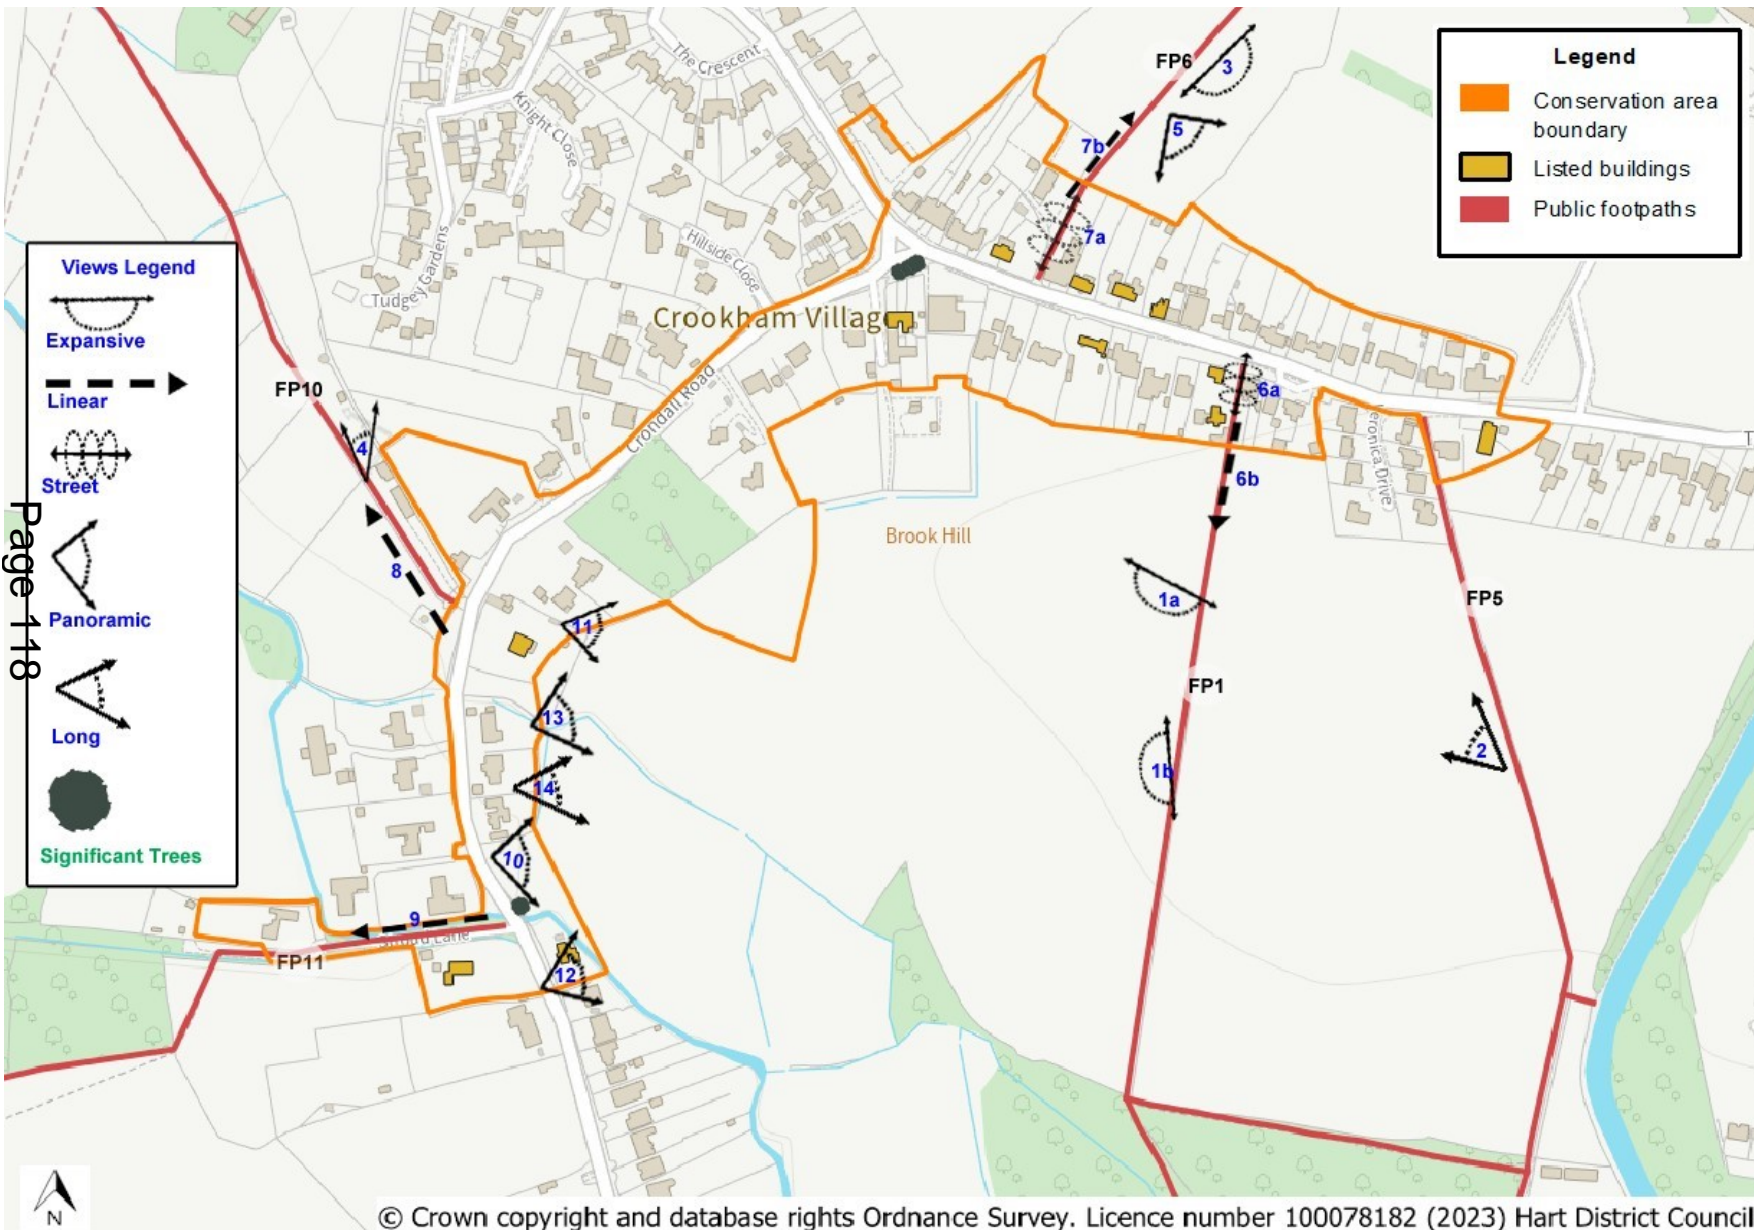 Legend
Conservation area
boundary
Listed buildings
Public footpaths
Views Legend
Expansive
Linear
Street
Panoramic
Long
Significant Trees
Page 118
The Crescent
Knight Close
Tudgey Gardens
Hillside Close
Crookham Villag
Crondall Road
Brook Hill
eronica Drive
T
FP6
3
5
7b
7a
FP10
4
8
6a
6b
1a
FP5
FP1
2
1b
11
13
14
10
9
FP11
12
N
© Crown copyright and database rights Ordnance Survey. Licence number 100078182 (2023) Hart District Council